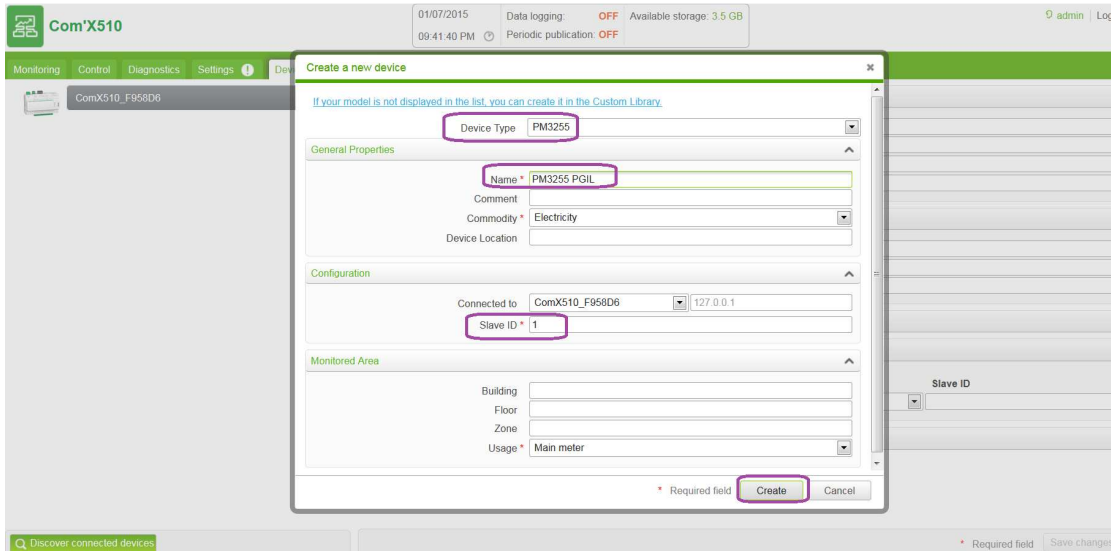 Com'X510
01/07/2015
09:41:40 PM
Data logging: OFF
Periodic publication: OFF
Available storage: 3.5 GB
admin
Monitoring Control Diagnostics Settings !
ComX510_F958D6
Create a new device
If your model is not displayed in the list, you can create it in the Custom Library.
Device Type PM3255
General Properties
Name * PM3255 PGIL
Comment
Commodity * Electricity
Device Location
Configuration
Connected to ComX510_F958D6 127.0.0.1
Slave ID * 1
Monitored Area
Building
Floor
Zone
Usage * Main meter
* Required field Create Cancel
Slave ID
Discover connected devices
* Required field Save changes